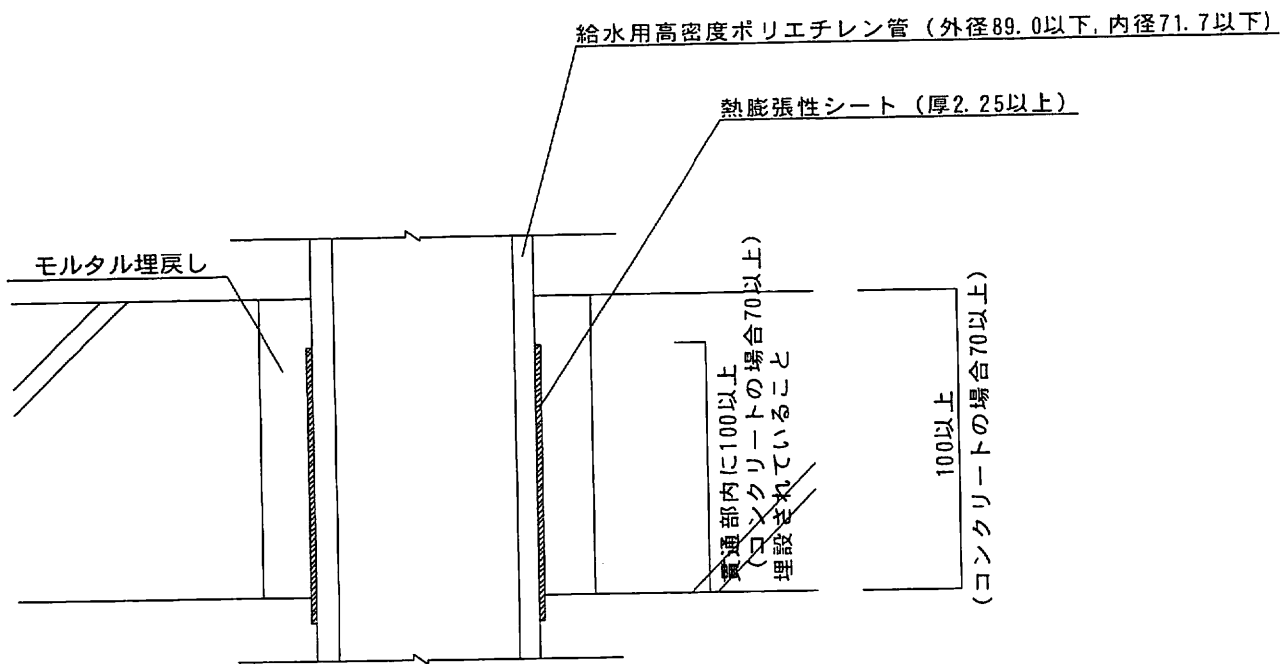 給水用高密度ポリエチレン管（外径89.0以下,内径71.7以下）
熱膨張性シート（厚2.25以上）
モルタル埋戻し
貫通部内に100以上
（コンクリートの場合70以上）
埋設されていること
100以上
（コンクリートの場合70以上）